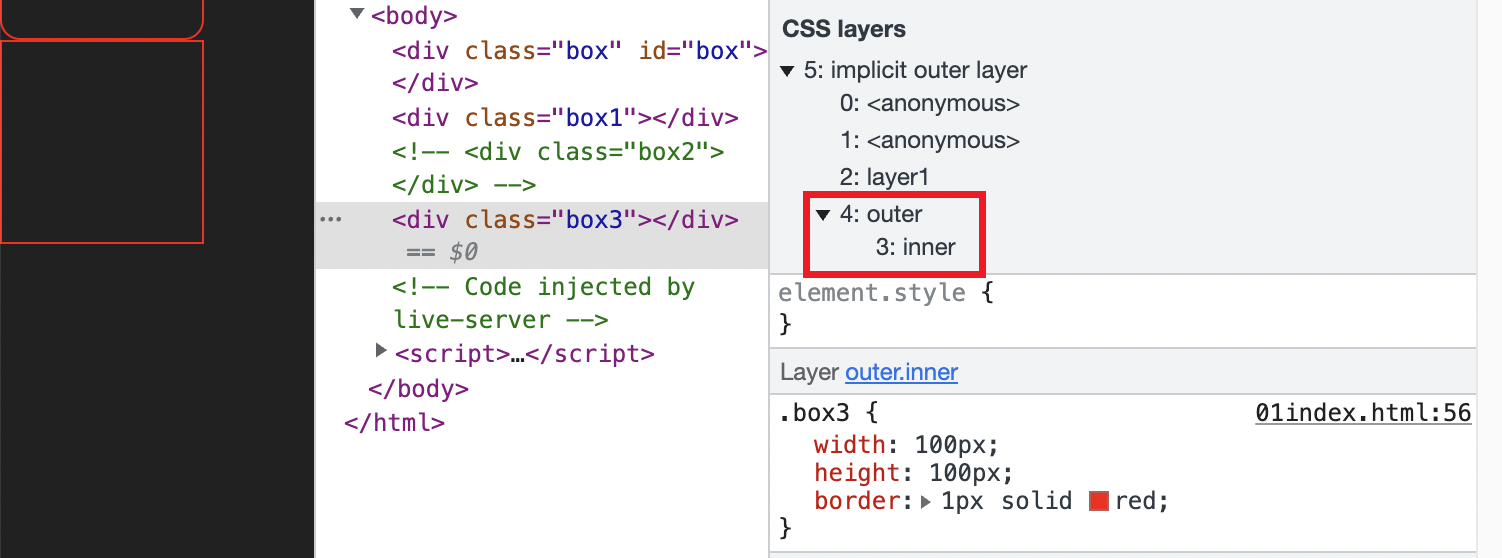 <body>
<div class="box" id="box">
</div>
<div class="box1"></div>
<!-- <div class="box2">
</div> -->
··· <div class="box3"></div>
== $0
<!-- Code injected by
live-server -->
<script>…</script>
</body>
</html>
CSS layers
5: implicit outer layer
0: <anonymous>
1: <anonymous>
2: layer1
4: outer
3: inner
element.style {
}
Layer outer.inner
.box3 { 01index.html:56
width: 100px;
height: 100px;
border: 1px solid red;
}